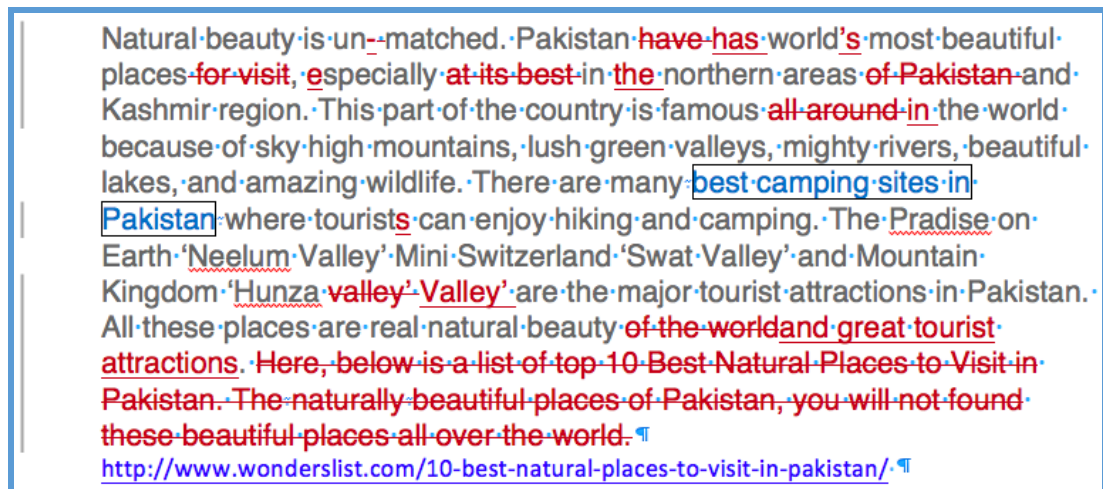 Natural beauty is un--matched. Pakistan have has world's most beautiful
places for visit, especially at its best in the northern areas of Pakistan and
Kashmir region. This part of the country is famous all around in the world
because of sky high mountains, lush green valleys, mighty rivers, beautiful
lakes, and amazing wildlife. There are many best camping sites in
Pakistan where tourists can enjoy hiking and camping. The Pradise on
Earth ‘Neelum Valley’ Mini Switzerland ‘Swat Valley’ and Mountain
Kingdom ‘Hunza valley’ Valley’ are the major tourist attractions in Pakistan.
All these places are real natural beauty of the worldand great tourist
attractions. Here, below is a list of top 10 Best Natural Places to Visit in
Pakistan. The naturally beautiful places of Pakistan, you will not found
these beautiful places all over the world. ¶
http://www.wonderslist.com/10-best-natural-places-to-visit-in-pakistan/ ¶